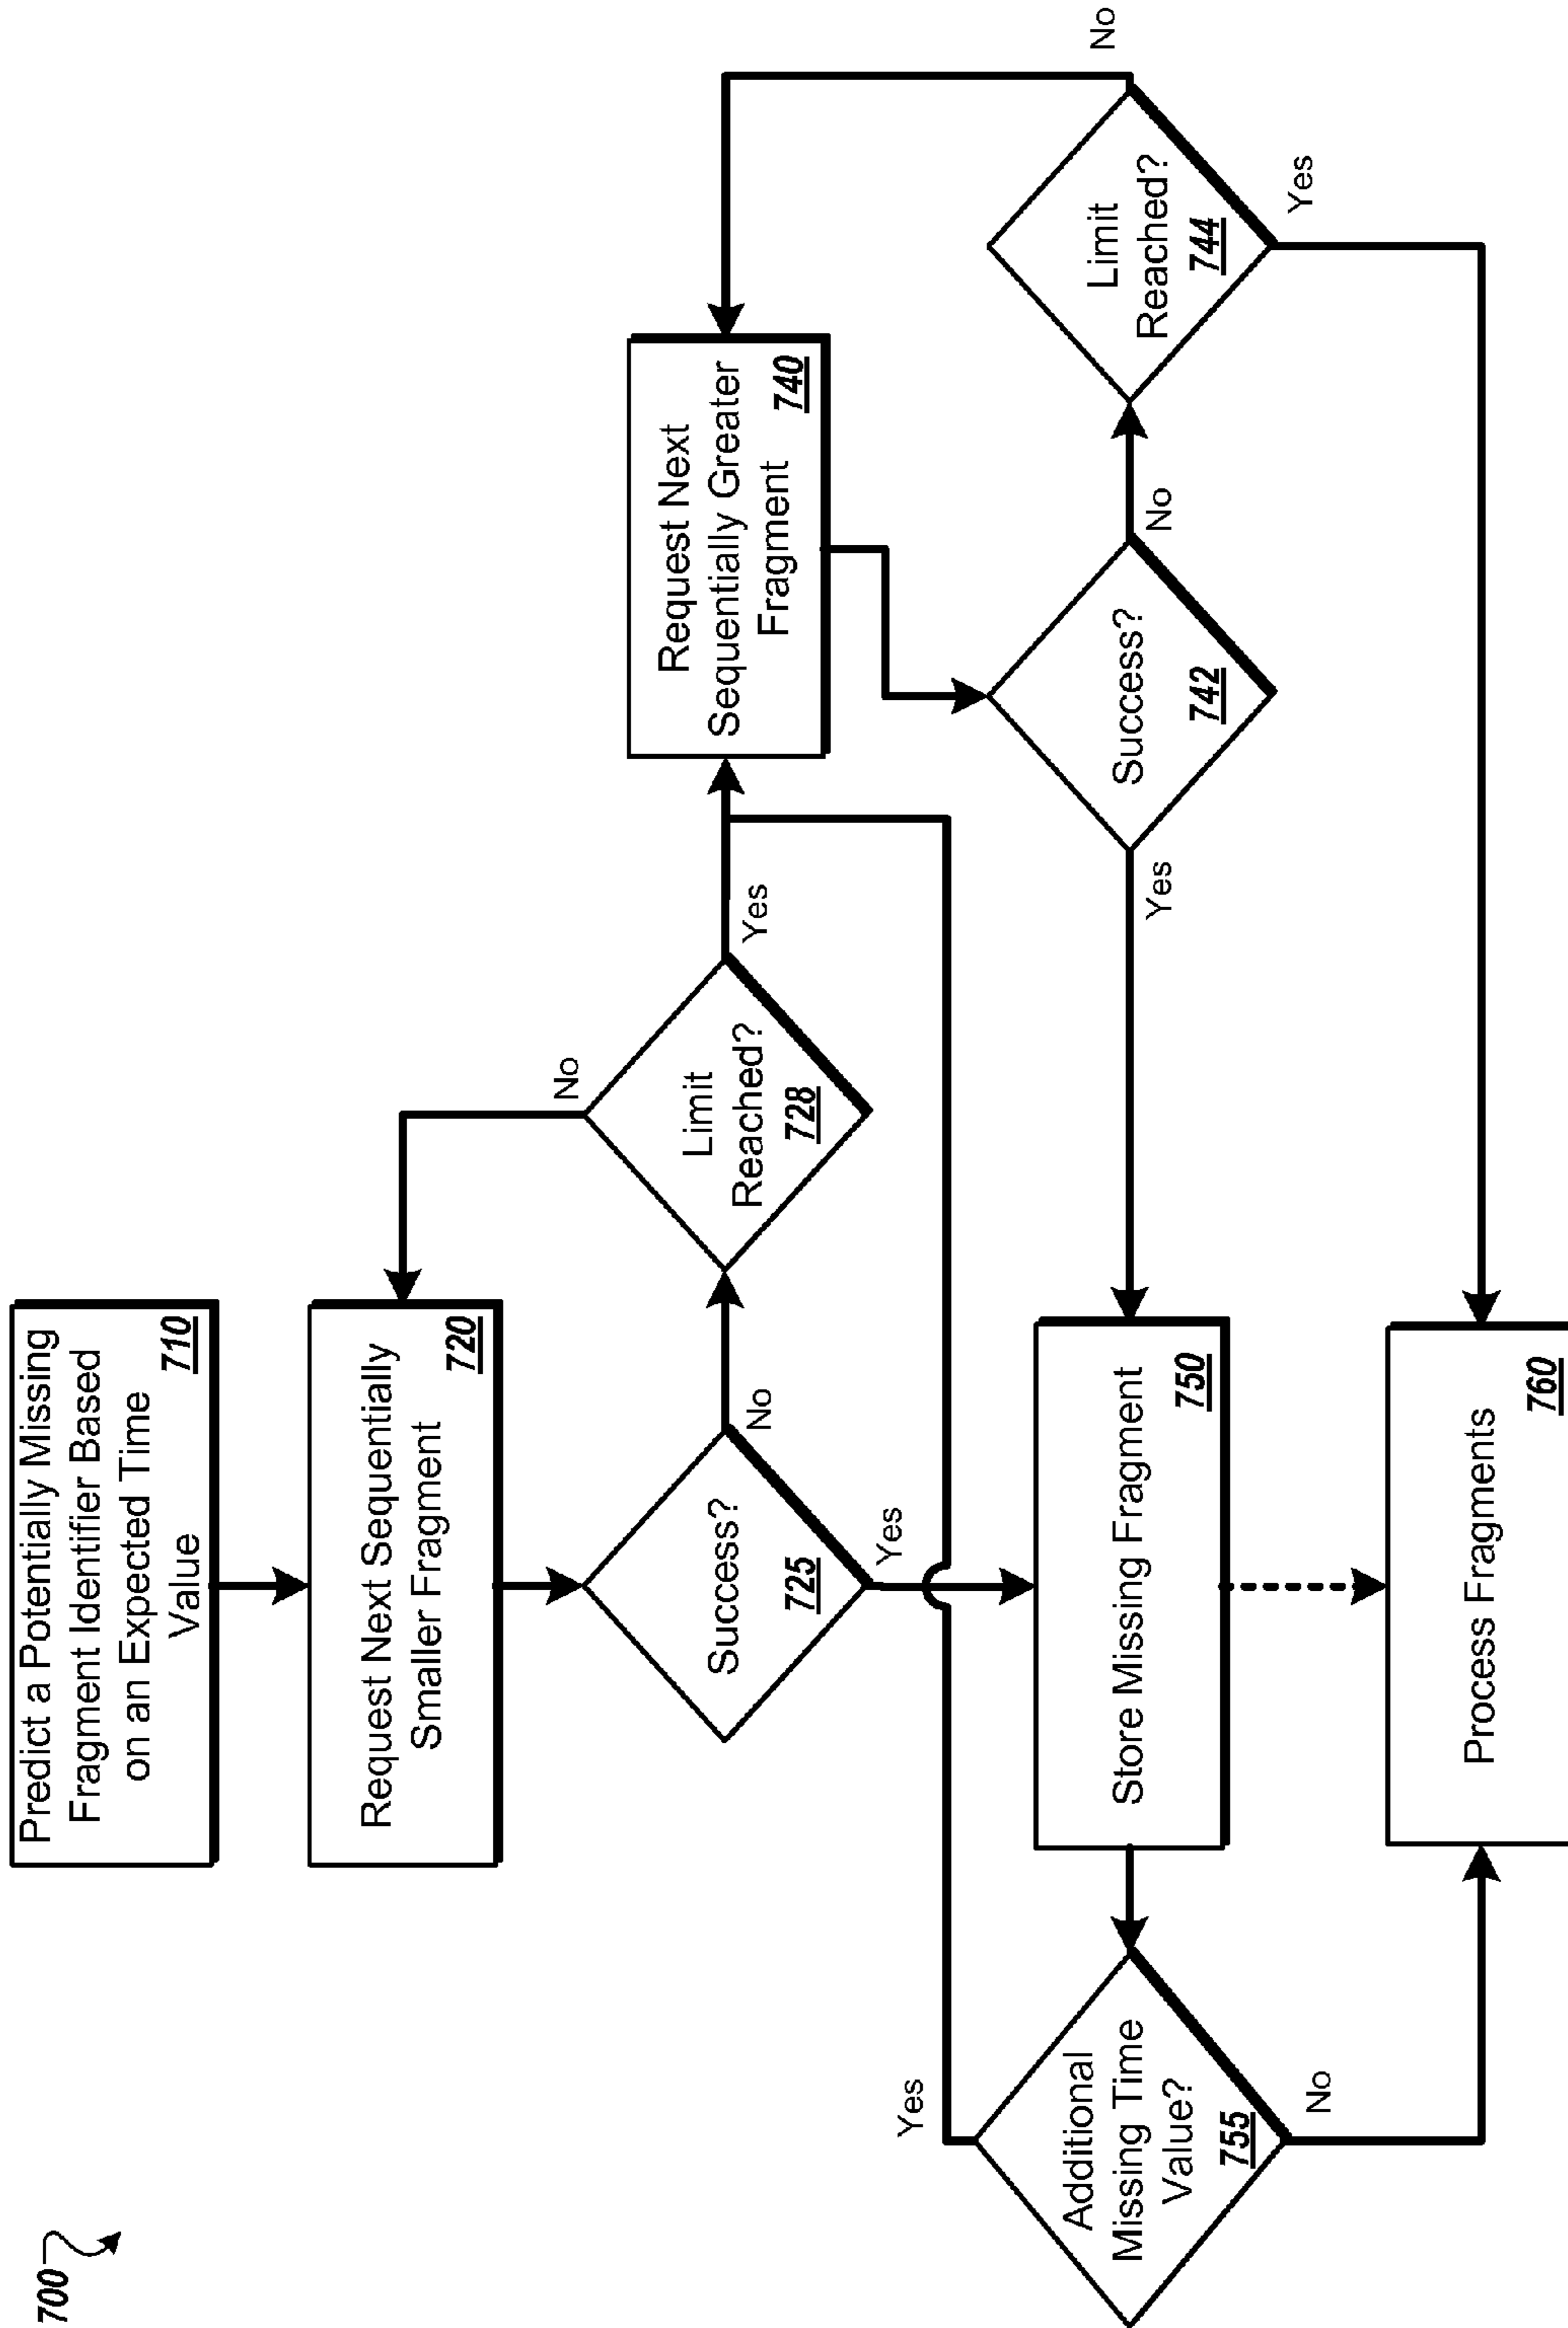 700
Predict a Potentially Missing
Fragment Identifier Based
on an Expected Time
Value
710
Request Next Sequentially
Smaller Fragment
720
Success?
725
No
Yes
Limit
Reached?
728
No
Yes
Request Next
Sequentially Greater
Fragment
740
Success?
742
Yes
No
Limit
Reached?
744
No
Yes
Store Missing Fragment
750
Additional
Missing Time
Value?
755
Yes
No
Process Fragments
760